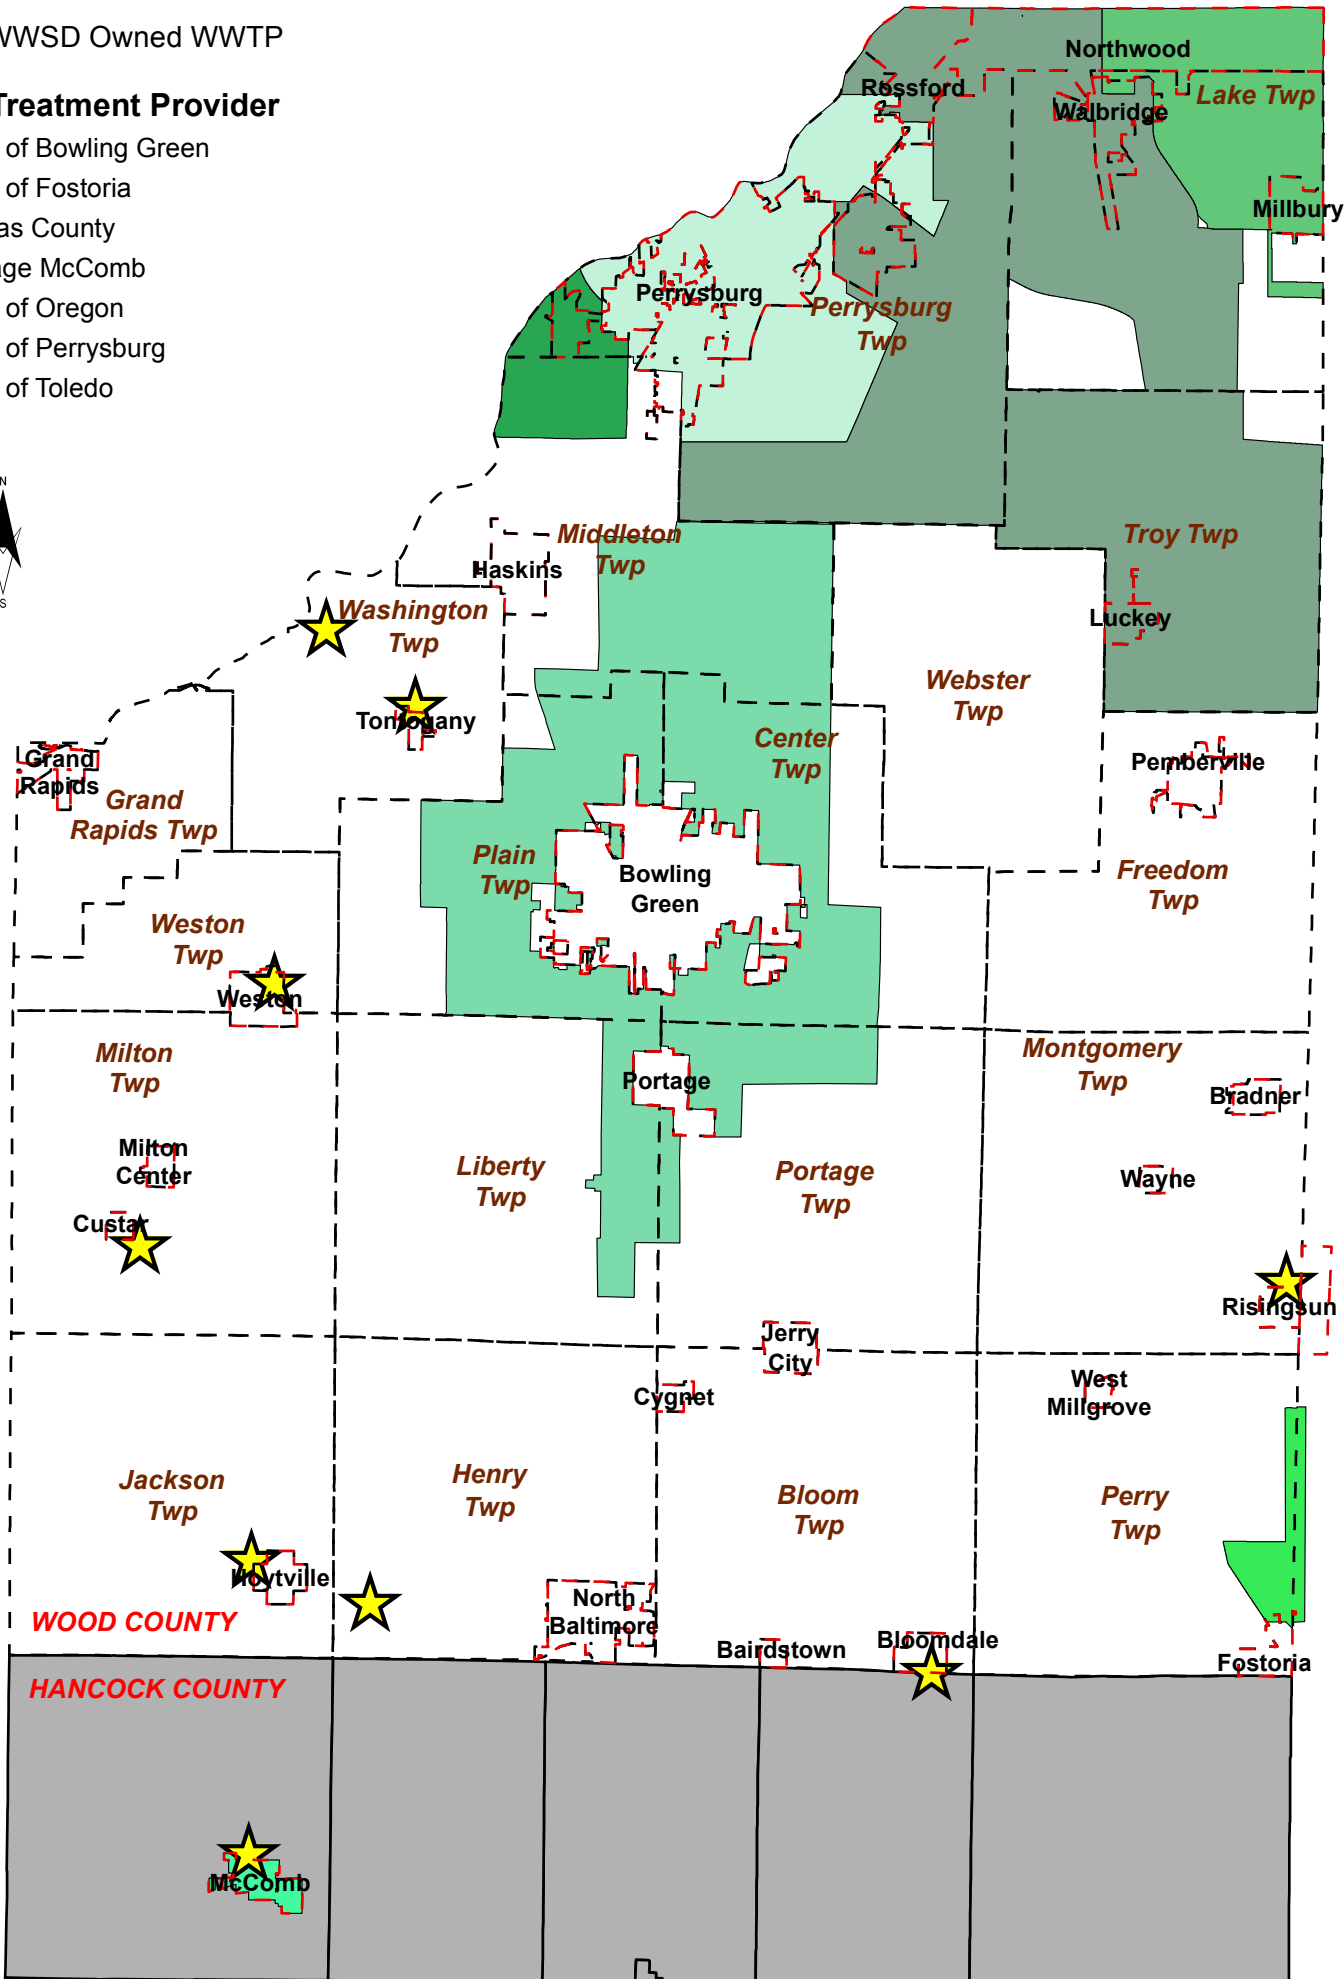 WWSD Owned WWTP
Treatment Provider
of Bowling Green
of Fostoria
as County
age McComb
of Oregon
of Perrysburg
of Toledo
N
S
Northwood
Rossford
Lake Twp
Walbridge
Millbury
Perrysburg
Perrysburg
Twp
Middleton
Twp
Haskins
Troy Twp
Washington
Twp
Luckey
Webster
Twp
Tontogany
Center
Twp
Grand
Rapids
Pemberville
Grand
Rapids Twp
Plain
Twp
Bowling
Green
Freedom
Twp
Weston
Twp
Weston
Milton
Twp
Montgomery
Twp
Portage
Bradner
Milton
Center
Liberty
Twp
Portage
Twp
Wayne
Custar
Risingsun
Jerry
City
Cygnet
West
Millgrove
Jackson
Twp
Henry
Twp
Bloom
Twp
Perry
Twp
Hoytville
North
Baltimore
WOOD COUNTY
Bairdstown
Bloomdale
Fostoria
HANCOCK COUNTY
McComb